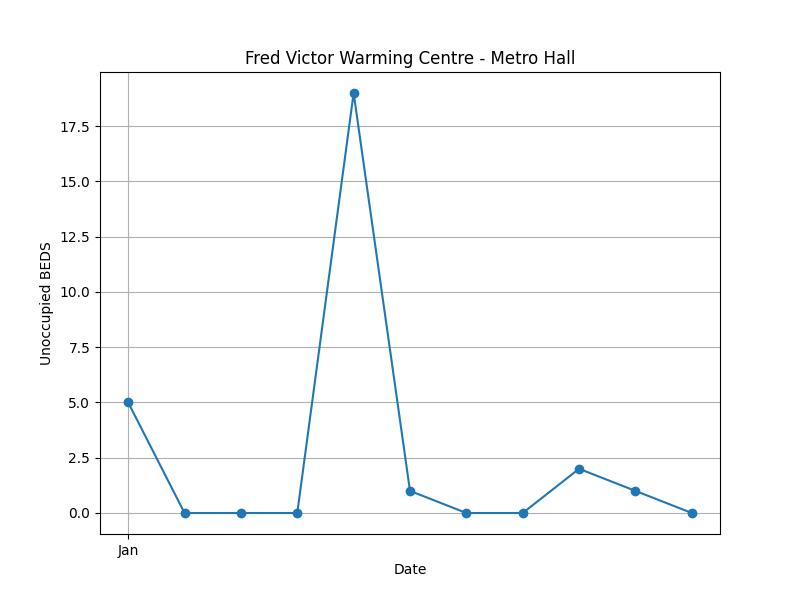 Fred Victor Warming Centre - Metro Hall
17.5
15.0
12.5
10.0
7.5
5.0
2.5
0.0
Unoccupied BEDS
Jan
Date